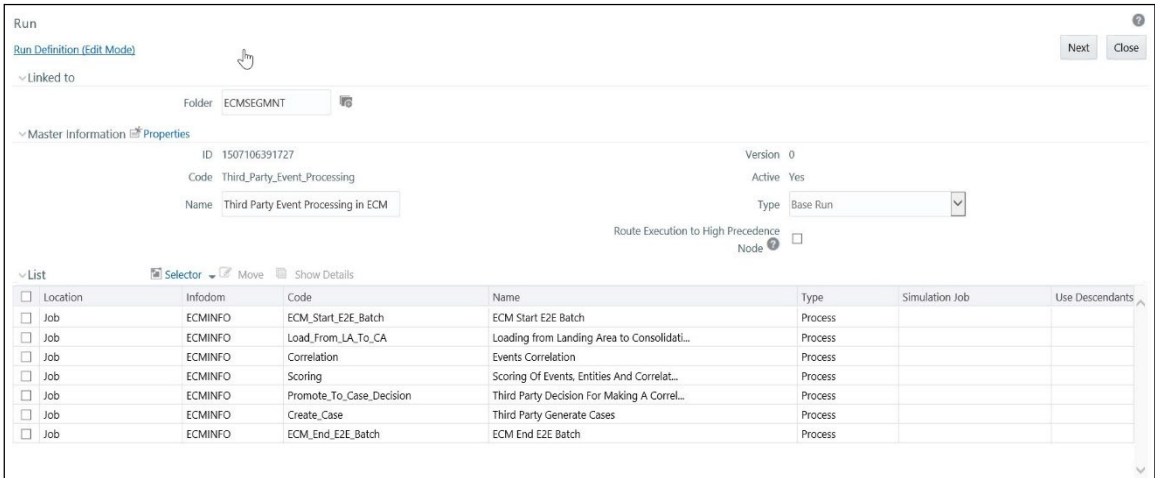 Run
Run Definition (Edit Mode)
Next Close
Linked to
Folder ECMSEGMNT
Master Information Properties
ID 1507106391727 Version 0
Code Third_Party_Event_Processing Active Yes
Name Third Party Event Processing in ECM Type Base Run
Route Execution to High Precedence
Node ?
List Selector Move Show Details
Location Infodom Code Name Type Simulation Job Use Descendants
Job ECMINFO ECM_Start_E2E_Batch ECM Start E2E Batch Process
Job ECMINFO Load_From_LA_To_CA Loading from Landing Area to Consolidati... Process
Job ECMINFO Correlation Events Correlation Process
Job ECMINFO Scoring Scoring Of Events, Entities And Correlat... Process
Job ECMINFO Promote_To_Case_Decision Third Party Decision For Making A Correl... Process
Job ECMINFO Create_Case Third Party Generate Cases Process
Job ECMINFO ECM_End_E2E_Batch ECM End E2E Batch Process